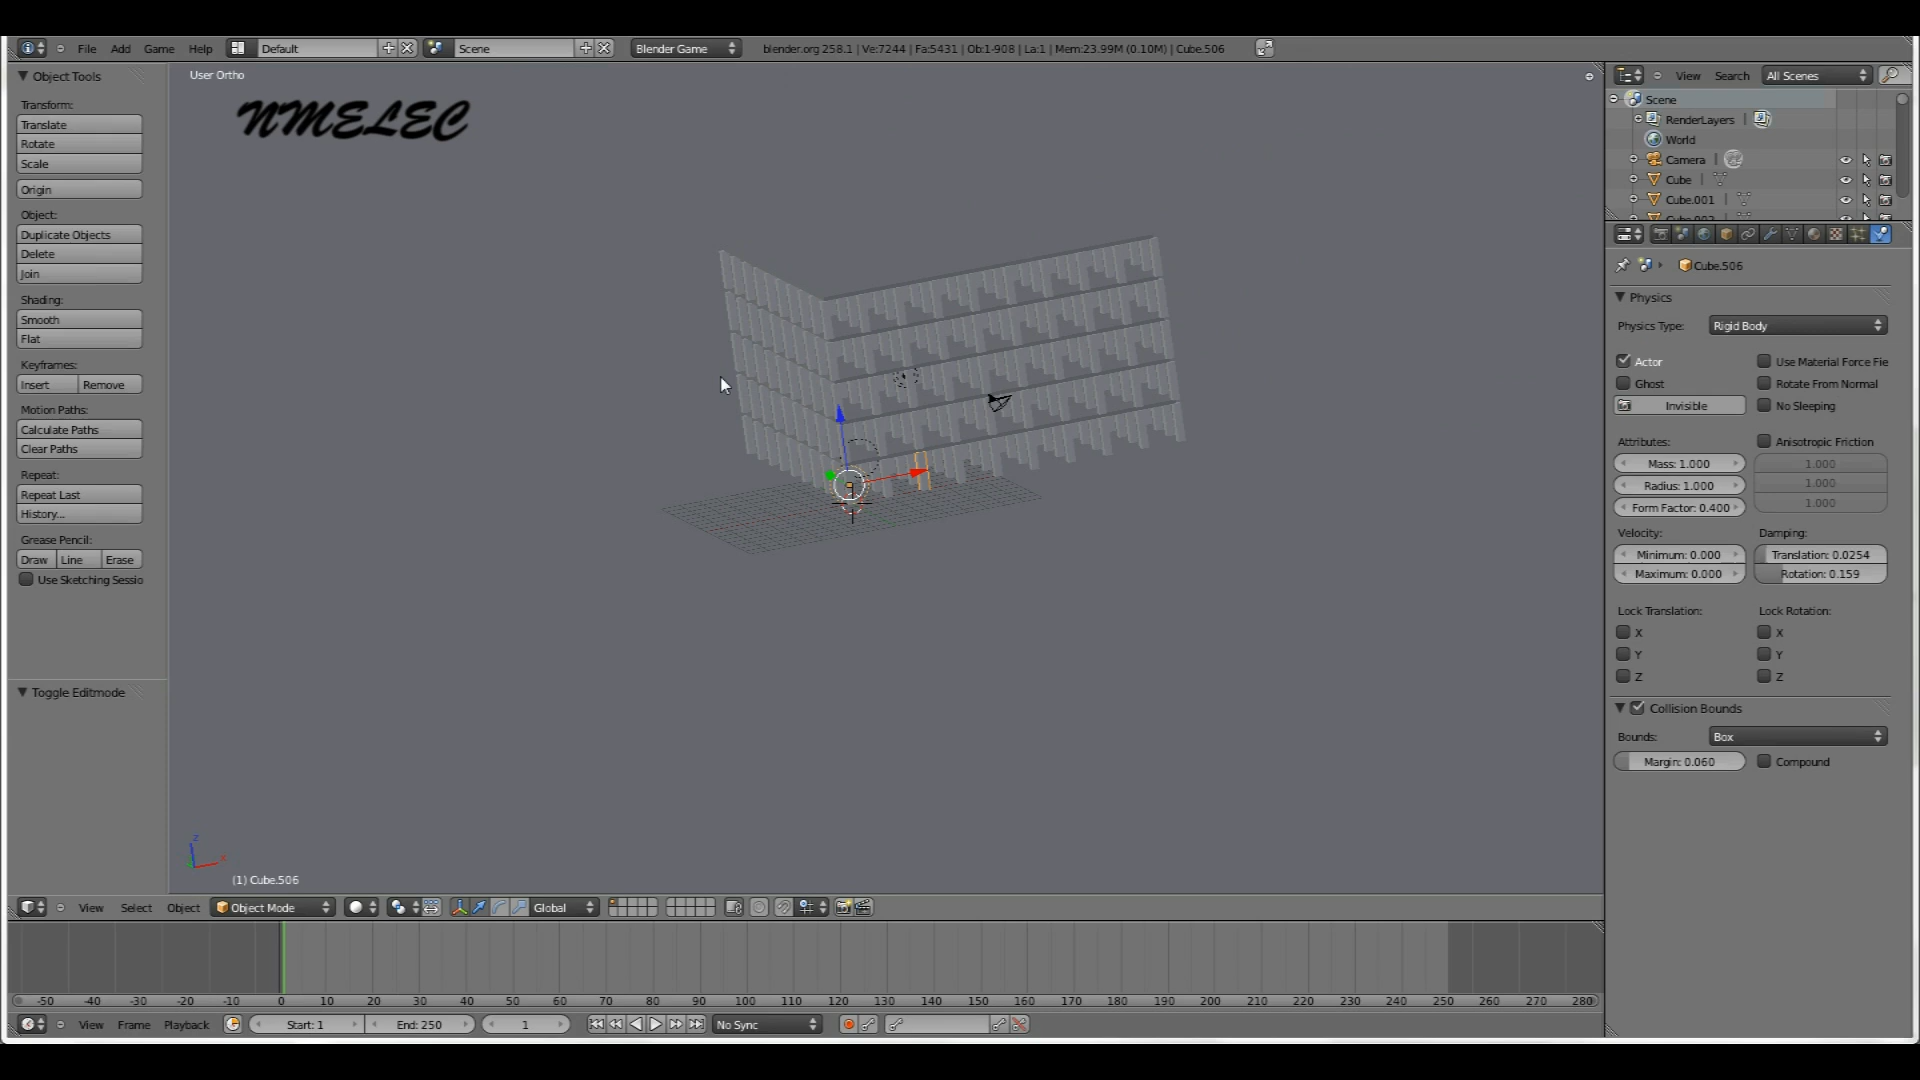 File Add Game Help Default Scene Blender Game blender.org 258.1 | Ve:7244 | Fa:5431 | Ob:1-908 | La:1 | Mem:23.99M (0.10M) | Cube.506
Object Tools
Transform:
Translate
Rotate
Scale
Origin
Object:
Duplicate Objects
Delete
Join
Shading:
Smooth
Flat
Keyframes:
Insert Remove
Motion Paths:
Calculate Paths
Clear Paths
Repeat:
Repeat Last
History...
Grease Pencil:
Draw Line Erase
Use Sketching Sessio
Toggle Editmode
User Ortho
NMELEC
(1) Cube.506
View Search All Scenes
Scene
RenderLayers |
World
Camera |
Cube |
Cube.001 |
Cube.002
Cube.506
Physics
Physics Type: Rigid Body
Actor Use Material Force Fie
Ghost Rotate From Normal
Invisible No Sleeping
Attributes: Anisotropic Friction
Mass: 1.000 1.000
Radius: 1.000 1.000
Form Factor: 0.400 1.000
Velocity: Damping:
Minimum: 0.000 Translation: 0.0254
Maximum: 0.000 Rotation: 0.159
Lock Translation: Lock Rotation:
X X
Y Y
Z Z
Collision Bounds
Bounds: Box
Margin: 0.060 Compound
z
x
View Select Object Object Mode Global
-50 -40 -30 -20 -10 0 10 20 30 40 50 60 70 80 90 100 110 120 130 140 150 160 170 180 190 200 210 220 230 240 250 260 270 280
View Frame Playback Start: 1 End: 250 1 No Sync